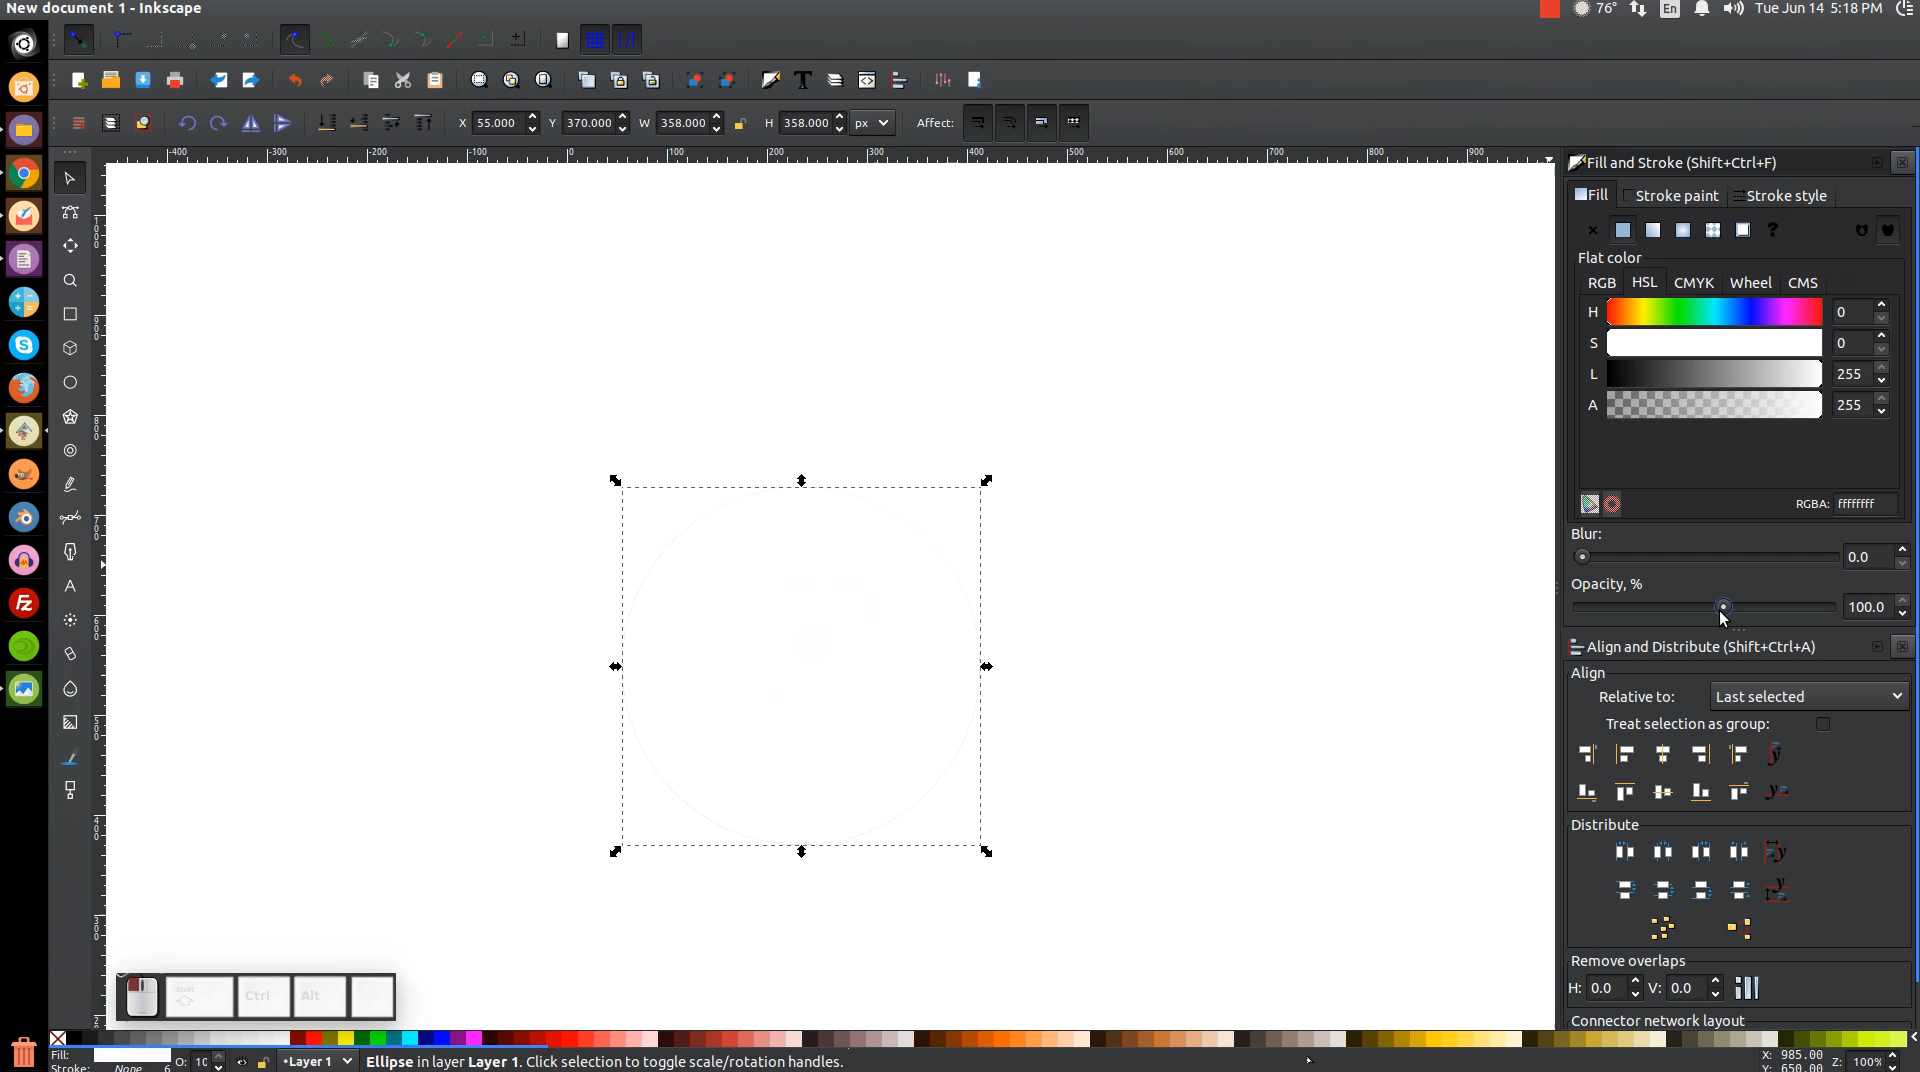 New document 1 - Inkscape
76° En Tue Jun 14 5:18 PM
X 55.000 Y 370.000 W 358.000 H 358.000 px Affect:
-400 -300 -200 -100 0 100 200 300 400 500 600 700 800 900
Fill and Stroke (Shift+Ctrl+F)
Fill Stroke paint Stroke style
?
Flat color
RGB HSL CMYK Wheel CMS
H 0
S 0
L 255
A 255
RGBA: ffffffff
Blur:
0.0
Opacity, %
100.0
Align and Distribute (Shift+Ctrl+A)
Align
Relative to: Last selected
Treat selection as group:
Distribute
Remove overlaps
H: 0.0 V: 0.0
Connector network layout
Shift Ctrl Alt
Fill: O: 10 •Layer 1 Ellipse in layer Layer 1. Click selection to toggle scale/rotation handles. X: 985.00 Z: 100%
Stroke: None 6 Y: 650.00